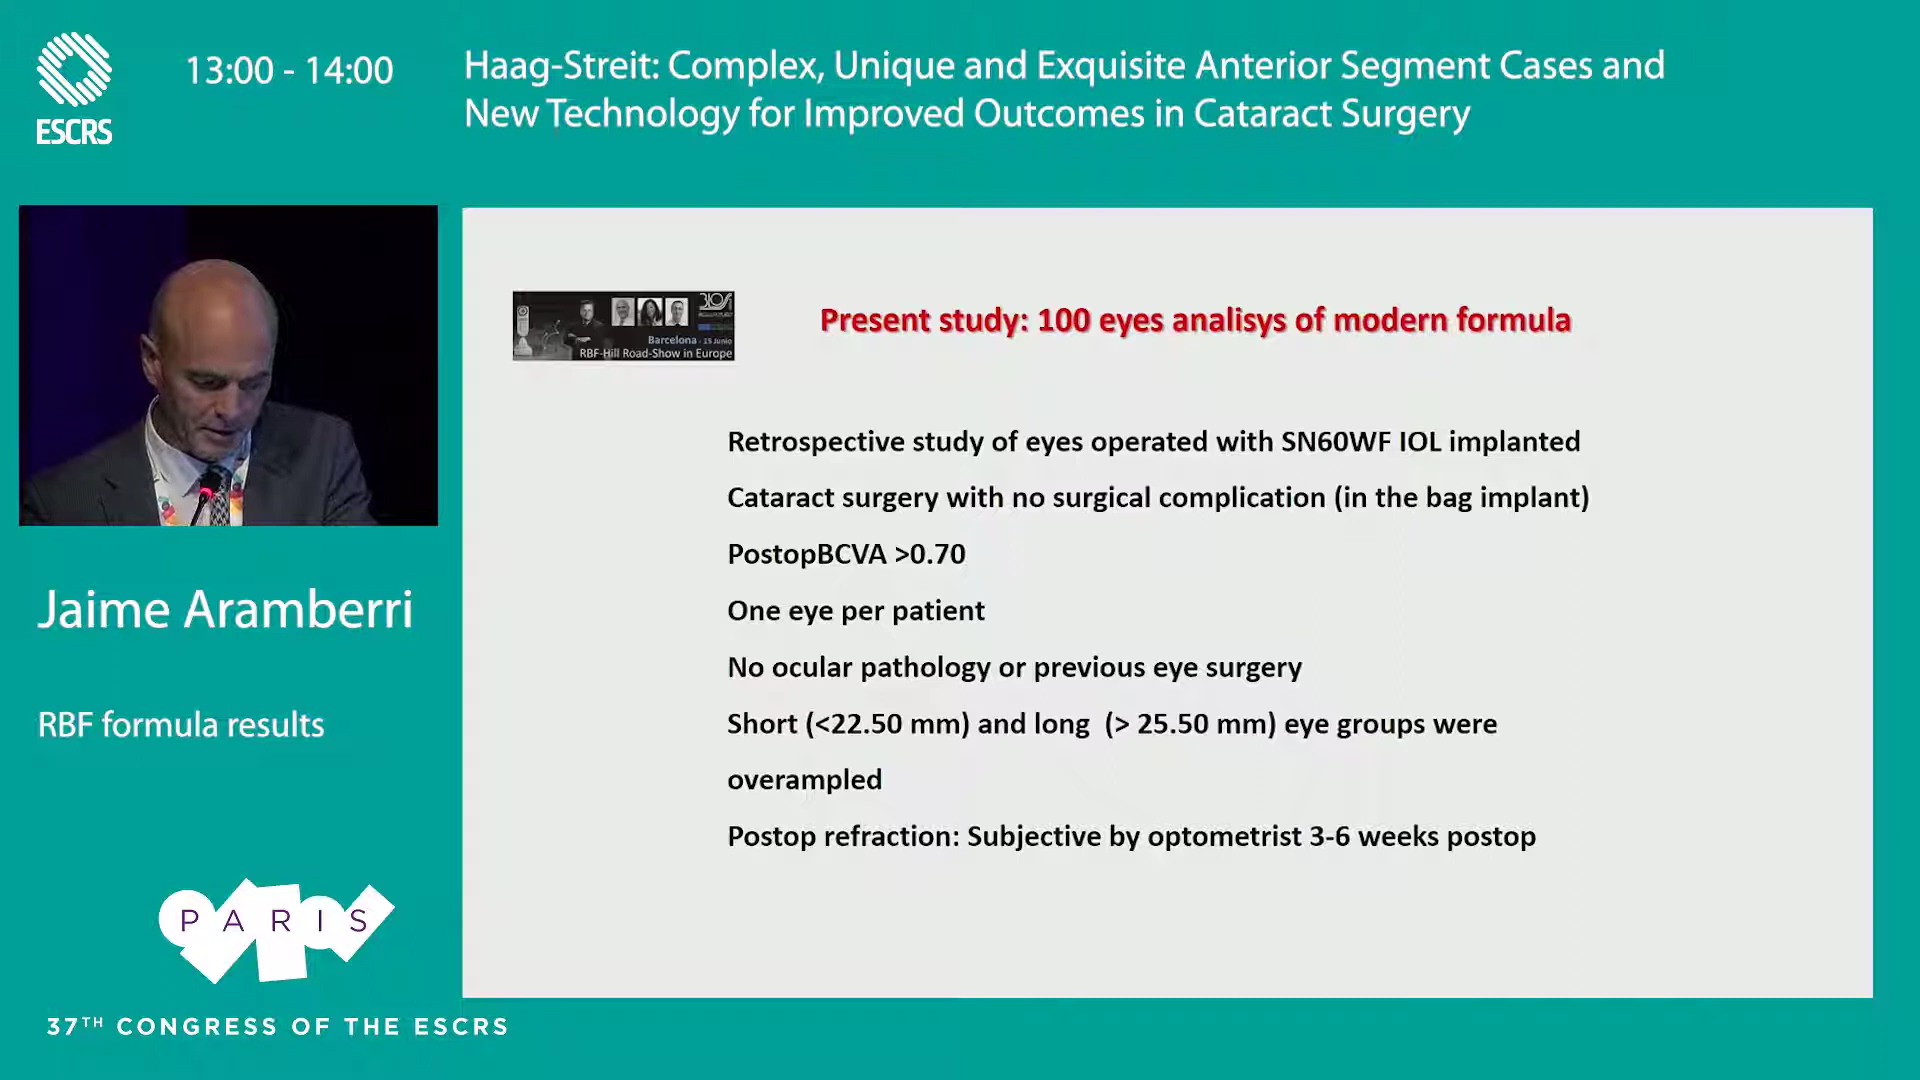 ESCRS
13:00 - 14:00
Haag-Streit: Complex, Unique and Exquisite Anterior Segment Cases and
New Technology for Improved Outcomes in Cataract Surgery
Barcelona - 15 Junio
RBF-Hill Road-Show in Europe
Present study: 100 eyes analisys of modern formula
Retrospective study of eyes operated with SN60WF IOL implanted
Cataract surgery with no surgical complication (in the bag implant)
PostopBCVA >0.70
One eye per patient
No ocular pathology or previous eye surgery
Short (<22.50 mm) and long (> 25.50 mm) eye groups were
overampled
Postop refraction: Subjective by optometrist 3-6 weeks postop
Jaime Aramberri
RBF formula results
PARIS
37TH CONGRESS OF THE ESCRS